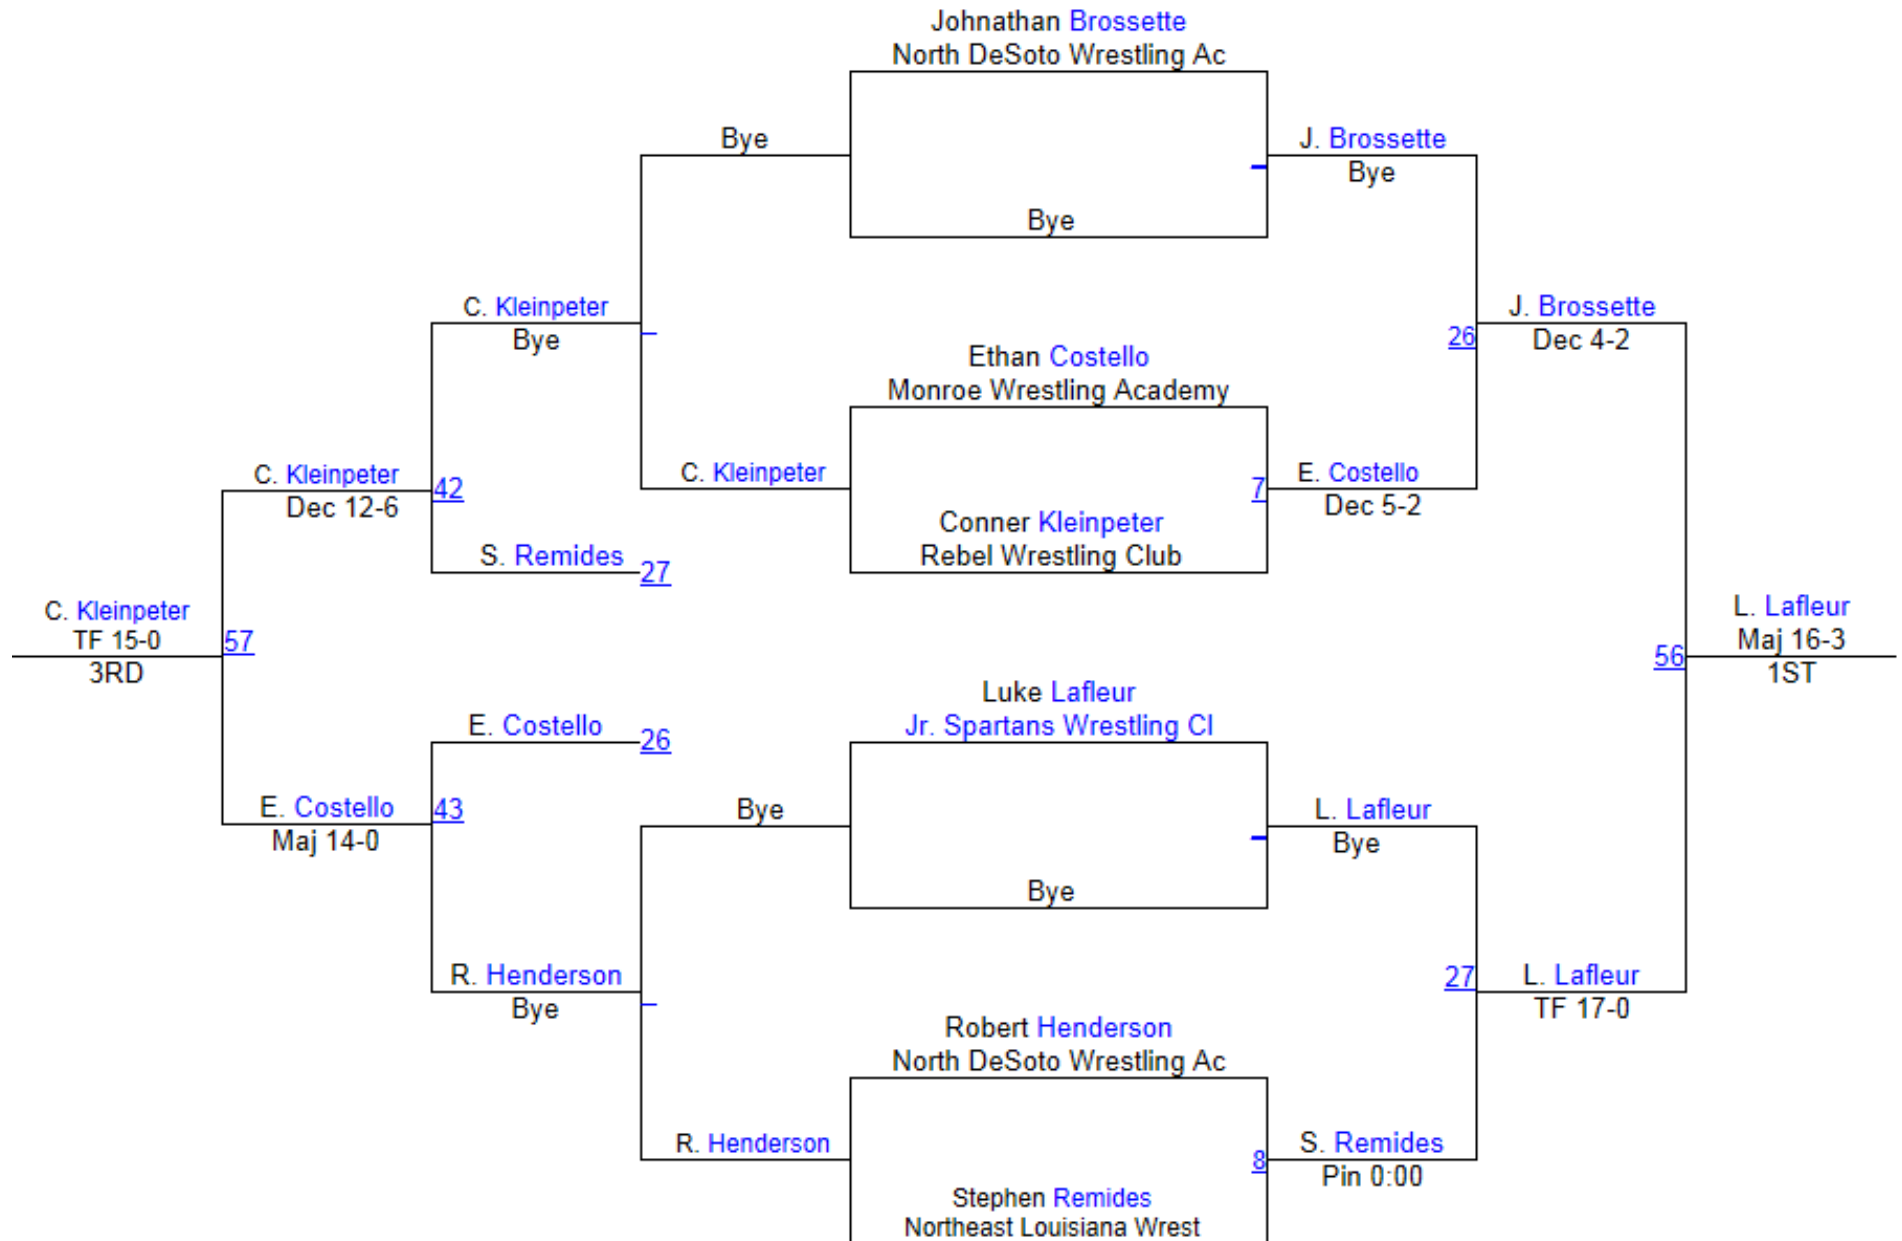 Johnathan Brossette
North DeSoto Wrestling Ac
Bye
J. Brossette
Bye
Bye
C. Kleinpeter
Bye
J. Brossette
Dec 4-2
26
Ethan Costello
Monroe Wrestling Academy
C. Kleinpeter
Dec 12-6
42
C. Kleinpeter
7
E. Costello
Dec 5-2
Conner Kleinpeter
Rebel Wrestling Club
S. Remides
27
C. Kleinpeter
TF 15-0
3RD
57
L. Lafleur
Maj 16-3
1ST
56
Luke Lafleur
Jr. Spartans Wrestling Cl
E. Costello
26
E. Costello
Maj 14-0
43
Bye
L. Lafleur
Bye
Bye
R. Henderson
Bye
27
L. Lafleur
TF 17-0
Robert Henderson
North DeSoto Wrestling Ac
R. Henderson
8
S. Remides
Pin 0:00
Stephen Remides
Northeast Louisiana Wrest